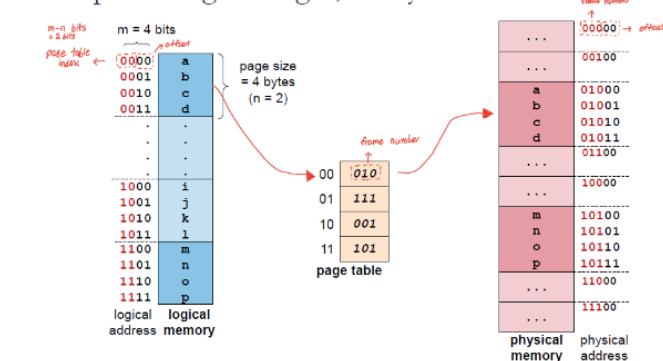 m-n bits
= 2 bits
page table
index
m = 4 bits
offset
0000 a
0001 b
0010 c
0011 d
.
.
.
1000 i
1001 j
1010 k
1011 l
1100 m
1101 n
1110 o
1111 p
logical
address
logical
memory
page size
= 4 bytes
(n = 2)
frame number
00 010
01 111
10 001
11 101
page table
00000
offset
...
00100
...
a 01000
b 01001
c 01010
d 01011
01100
...
10000
...
m 10100
n 10101
o 10110
p 10111
11000
...
11100
...
physical
memory
physical
address